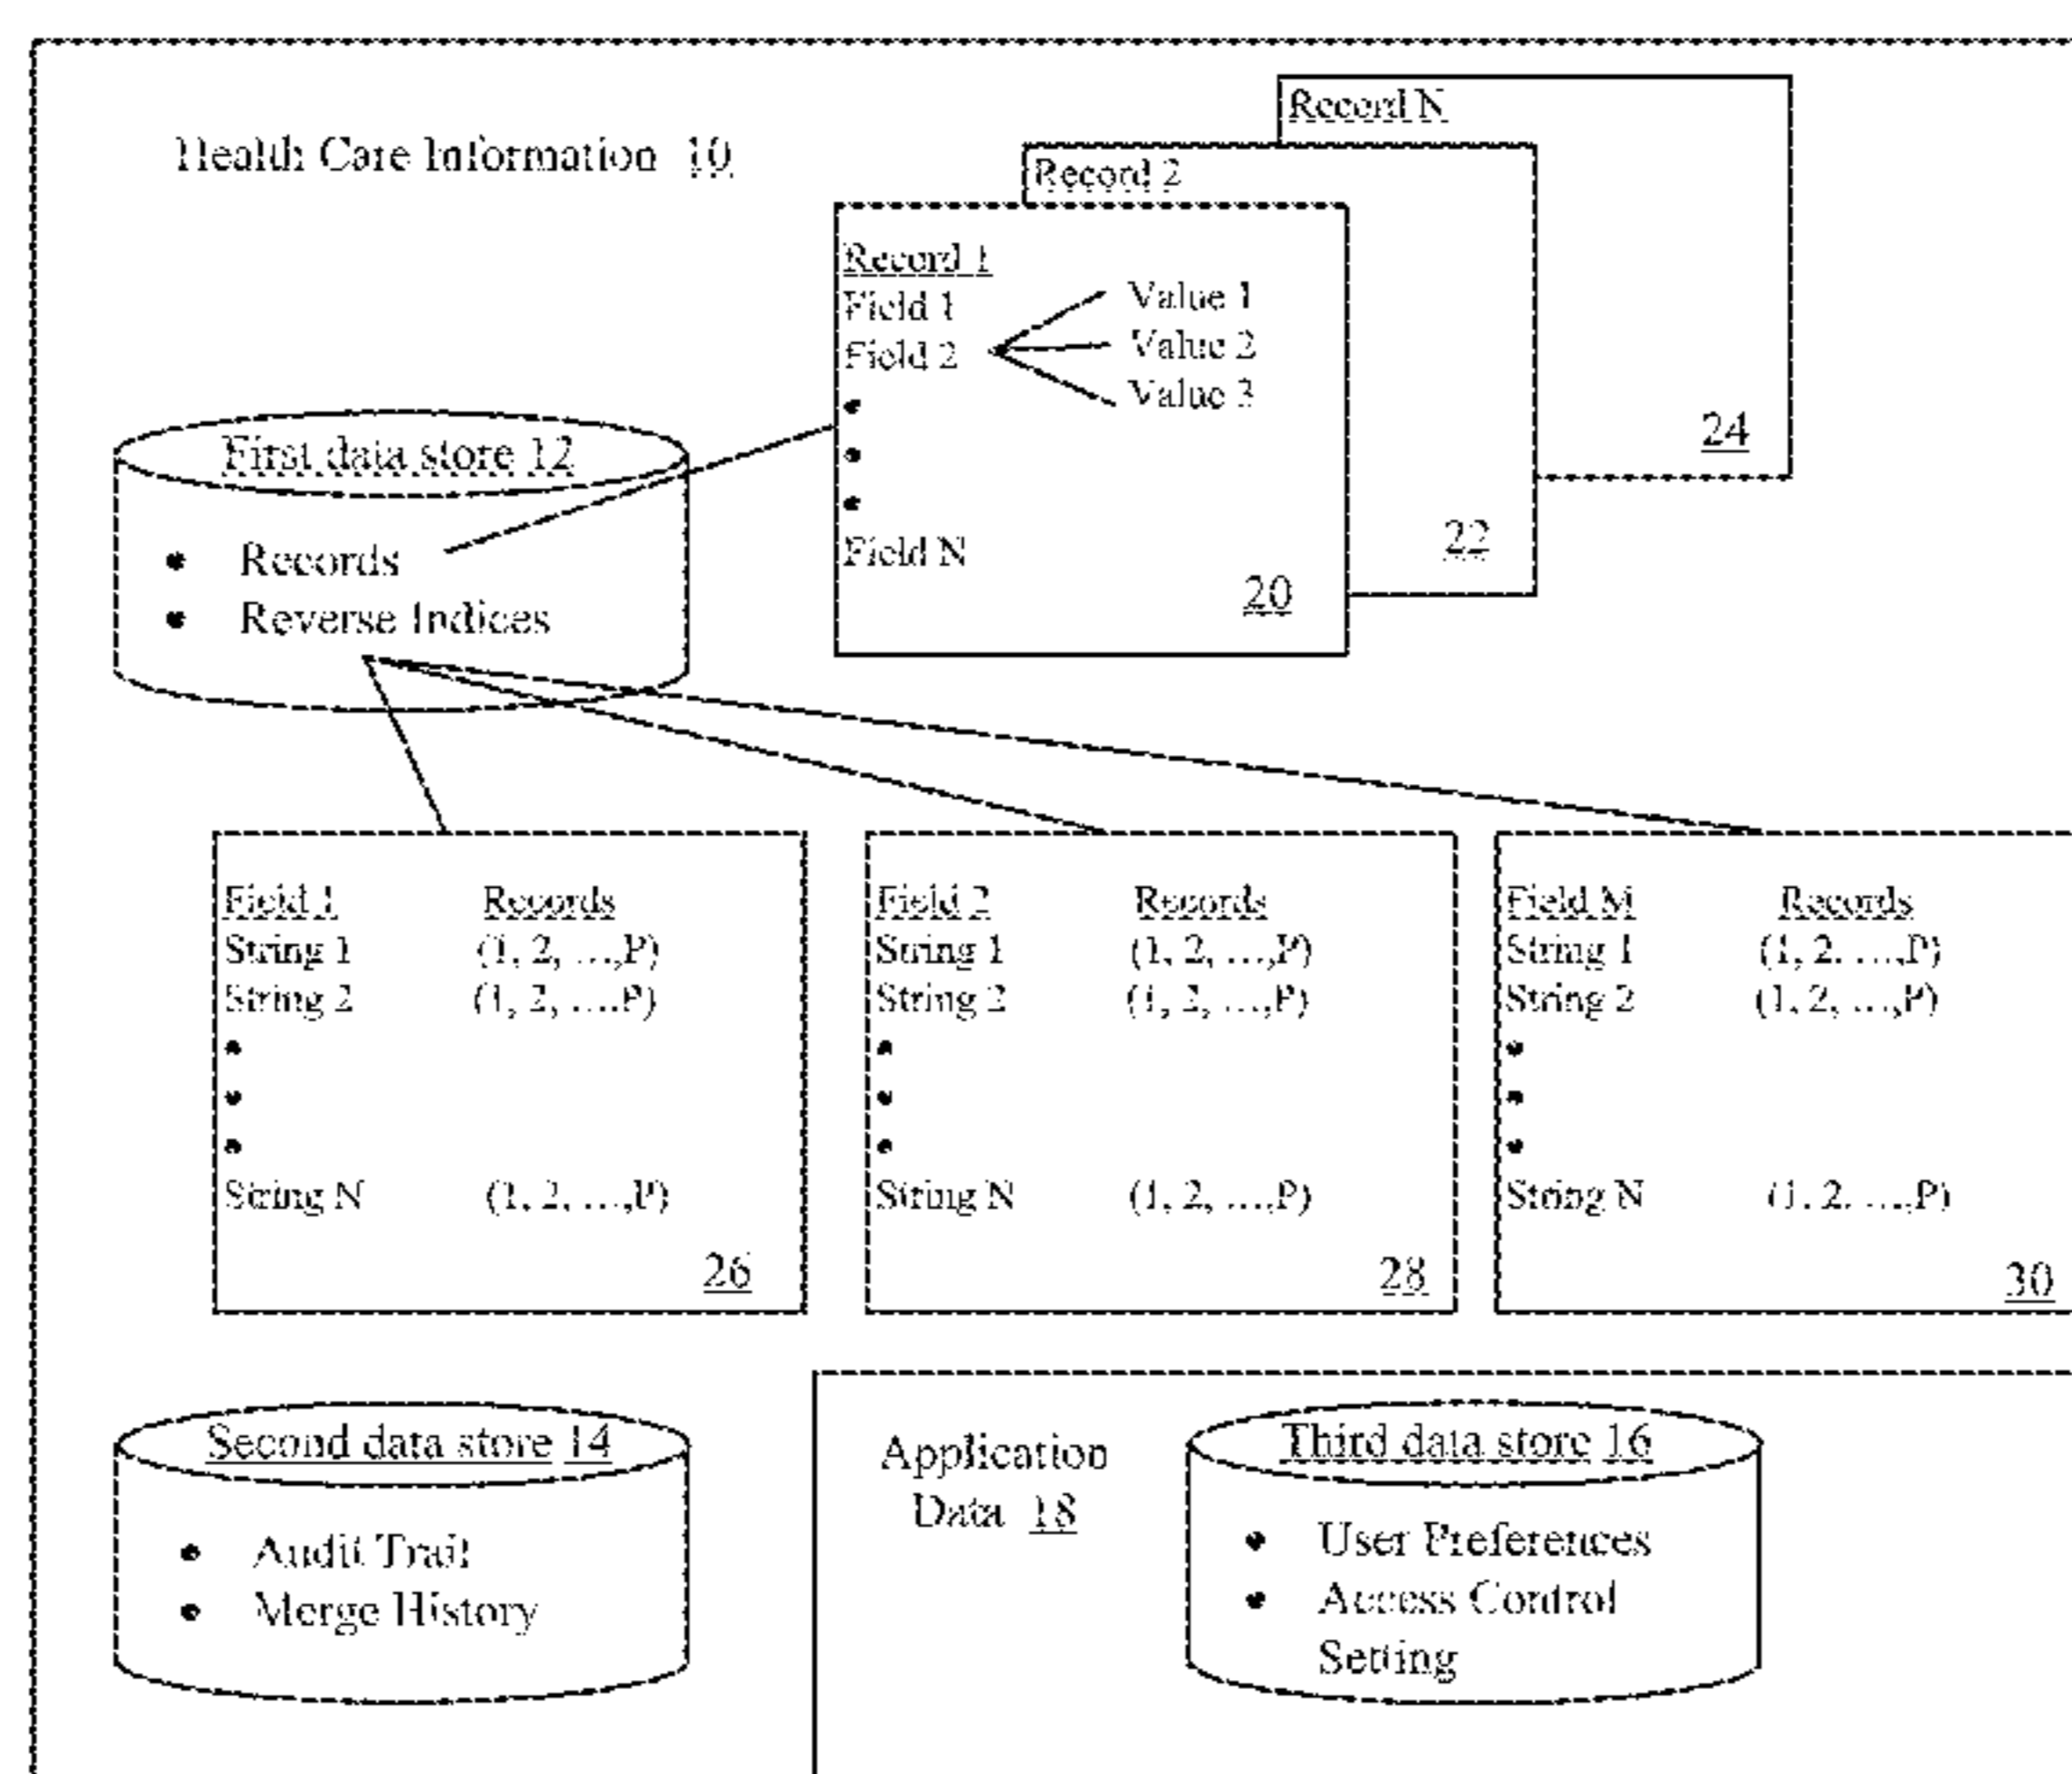 Health Care Information 10
Record N
24
Record 2
22
Record 1
Field 1
Field 2
Value 1
Value 2
Value 3
•
•
•
Field N
20
First data store 12
• Records
• Reverse Indices
Field 1 Records
String 1 (1, 2, ...,P)
String 2 (1, 2, ....P)
•
•
•
String N (1, 2, ...,P)
26
Field 2 Records
String 1 (1, 2, ...,P)
String 2 (1, 2, ...,P)
•
•
•
String N (1, 2, ...,P)
28
Field M Records
String 1 (1, 2, ...,P)
String 2 (1, 2, ...,P)
•
•
•
String N (1, 2, ...,P)
30
Second data store 14
• Audit Trail
• Merge History
Application
Data 18
Third data store 16
• User Preferences
• Access Control
Setting